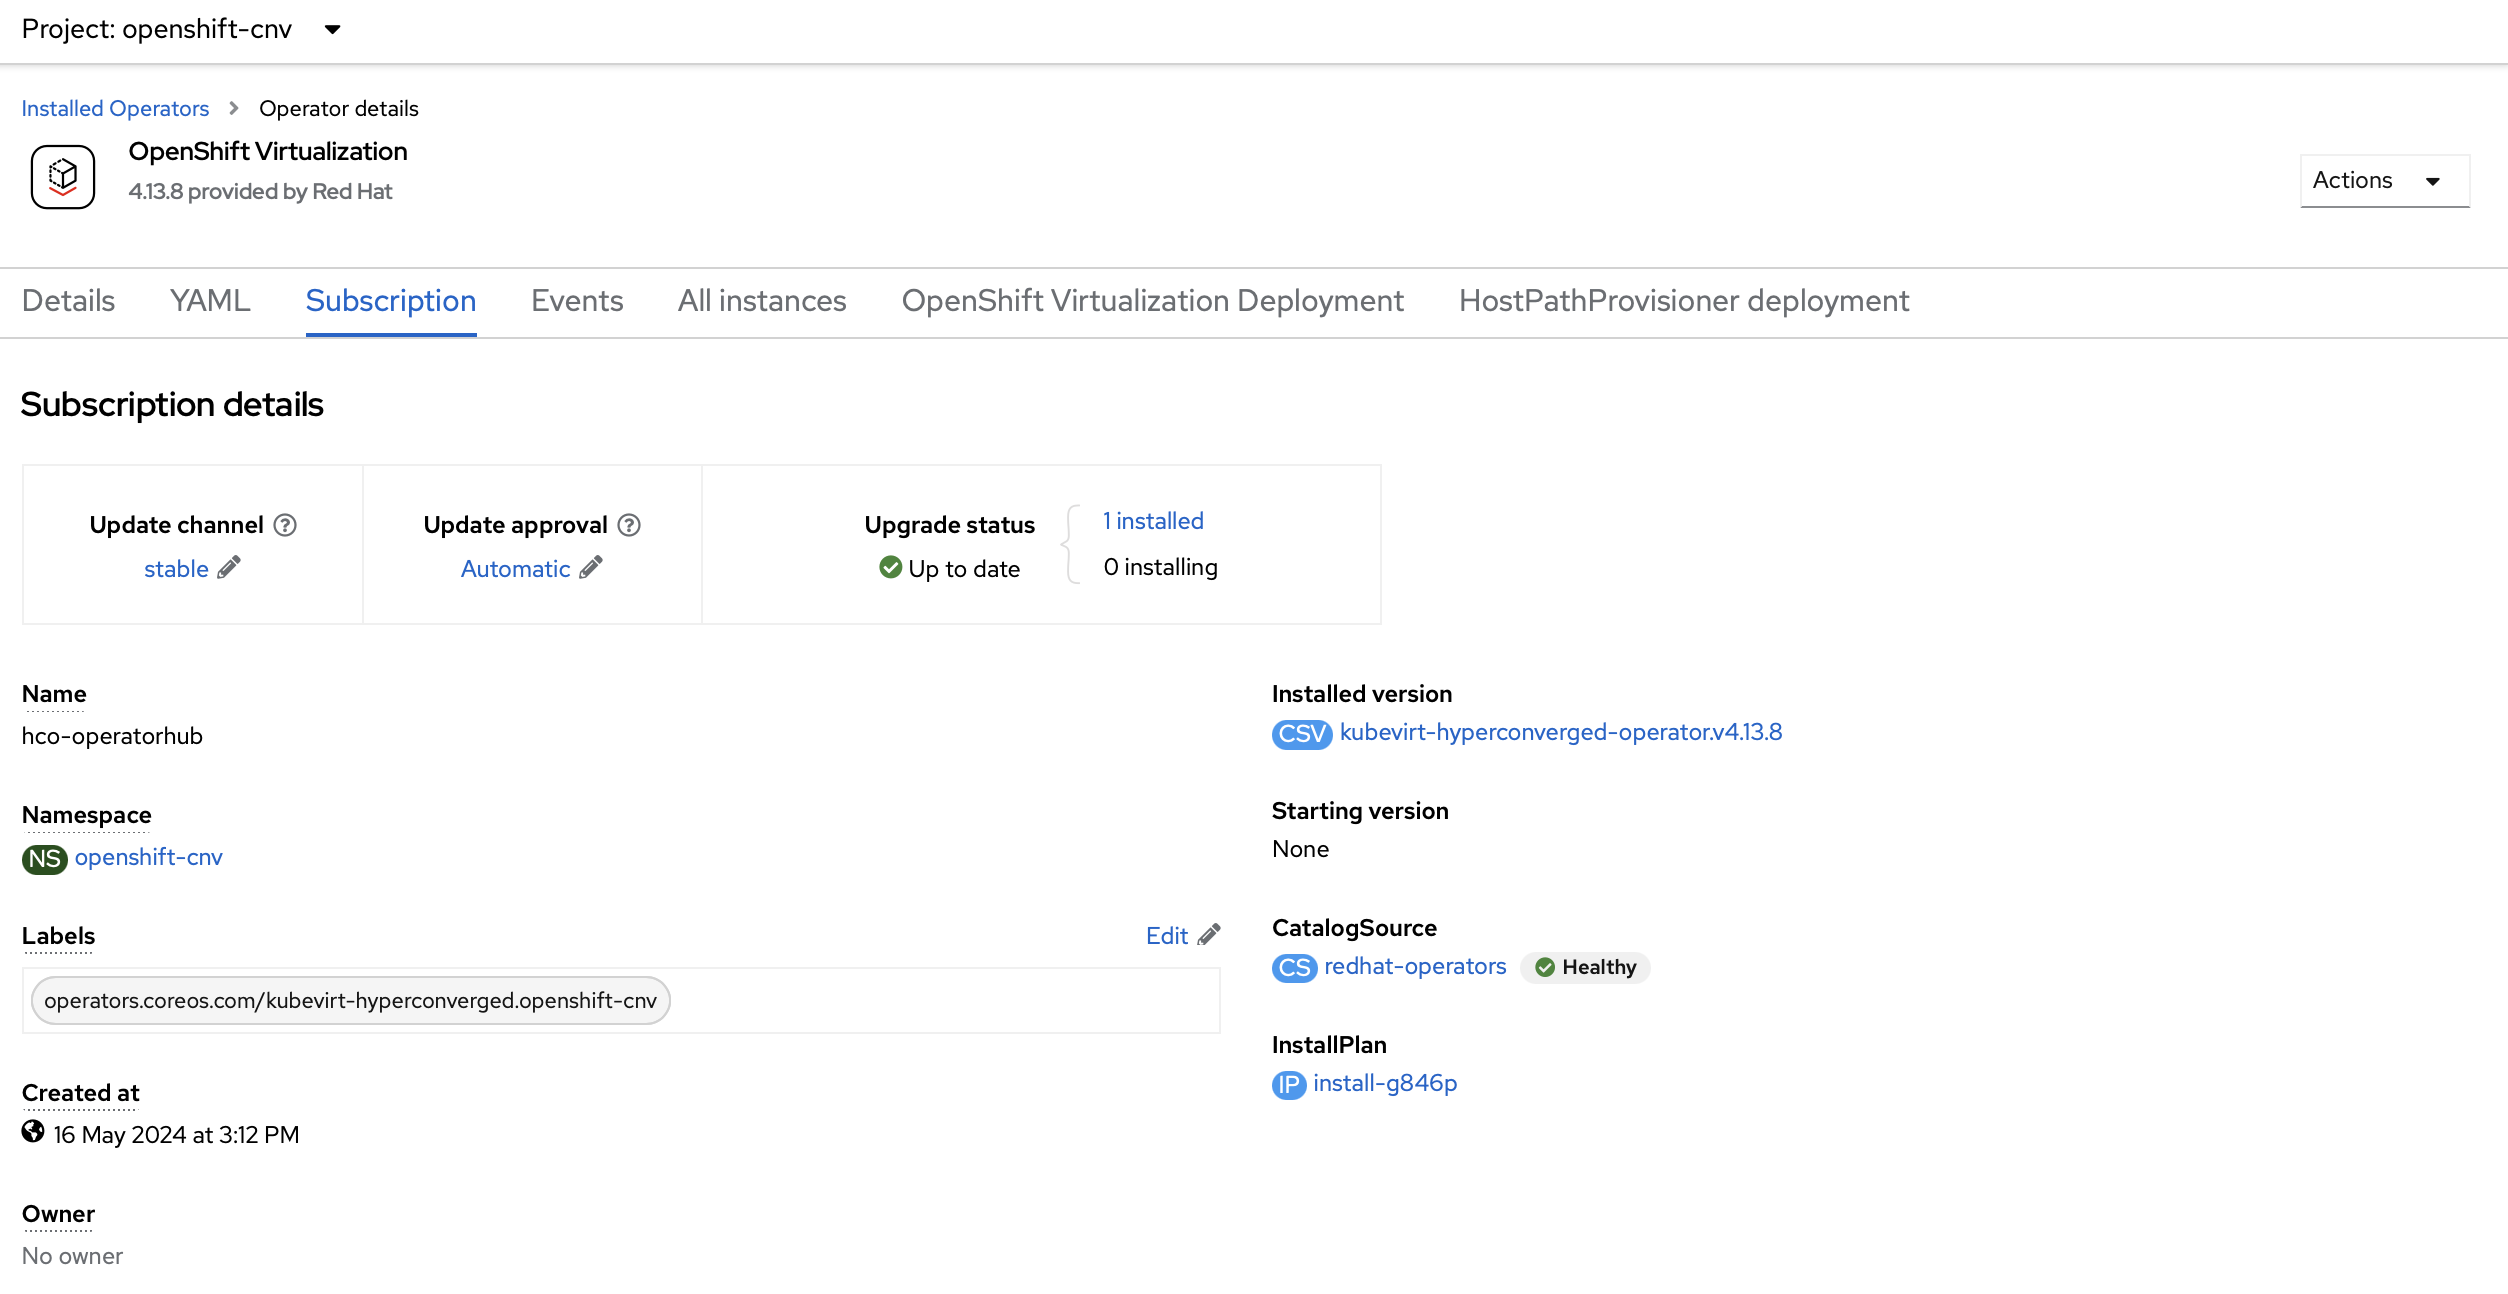 Project: openshift-cnv
Installed Operators > Operator details
OpenShift Virtualization
4.13.8 provided by Red Hat
Actions
Details YAML Subscription Events All instances OpenShift Virtualization Deployment HostPathProvisioner deployment
Subscription details
Update channel ?
stable
Update approval ?
Automatic
Upgrade status
Up to date
1 installed
0 installing
Name
hco-operatorhub
Namespace
NS openshift-cnv
Labels
Edit
operators.coreos.com/kubevirt-hyperconverged.openshift-cnv
Created at
16 May 2024 at 3:12 PM
Owner
No owner
Installed version
CSV kubevirt-hyperconverged-operator.v4.13.8
Starting version
None
CatalogSource
CS redhat-operators Healthy
InstallPlan
IP install-g846p